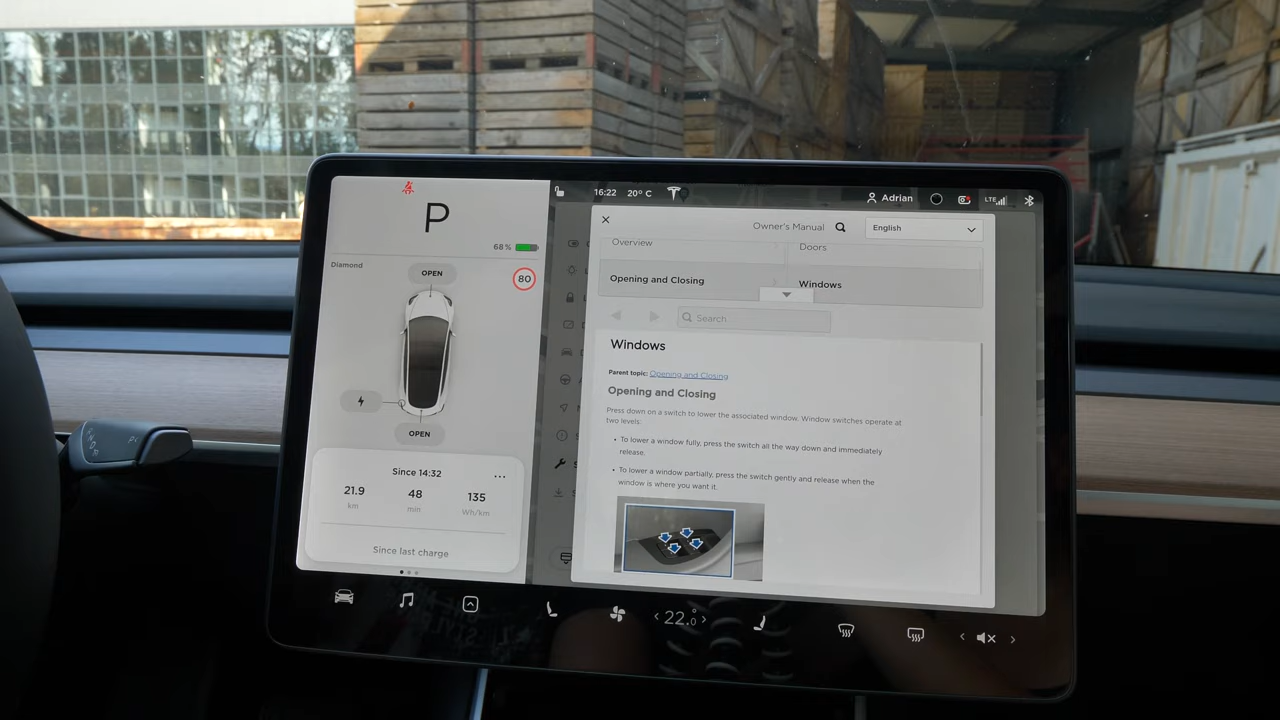 P
68%
Diamond
OPEN
80
OPEN
Since 14:32
21.9
48
135
km
min
Wh/km
Since last charge
16:22
20° C
Adrian
LTE
Owner's Manual
English
Overview
Doors
Opening and Closing
Windows
Search
Windows
Parent topic: Opening and Closing
Opening and Closing
Press down on a switch to lower the associated window. Window switches operate at
two levels:
• To lower a window fully, press the switch all the way down and immediately
release.
• To lower a window partially, press the switch gently and release when the
window is where you want it.
22.0